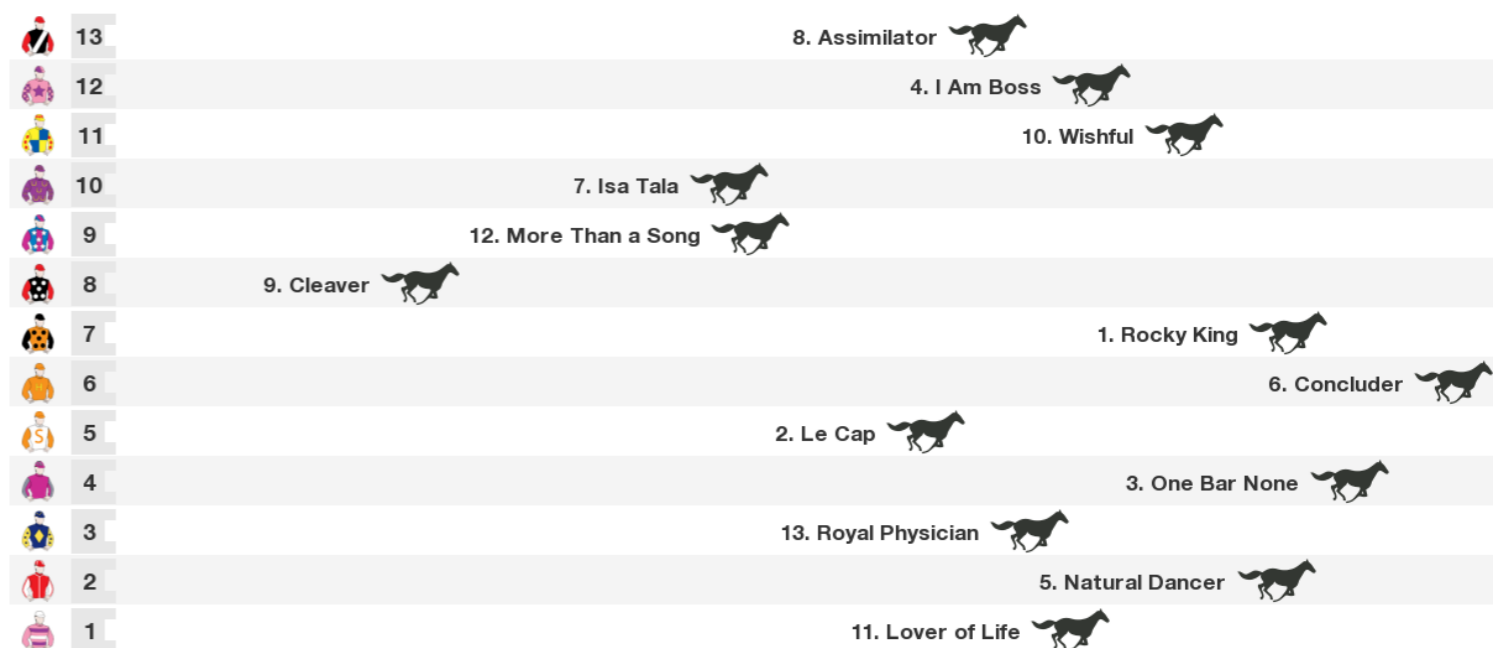 13 8. Assimilator
12 4. I Am Boss
11 10. Wishful
10 7. Isa Tala
9 12. More Than a Song
8 9. Cleaver
7 1. Rocky King
6 6. Concluder
S 5 2. Le Cap
4 3. One Bar None
3 13. Royal Physician
2 5. Natural Dancer
1 11. Lover of Life